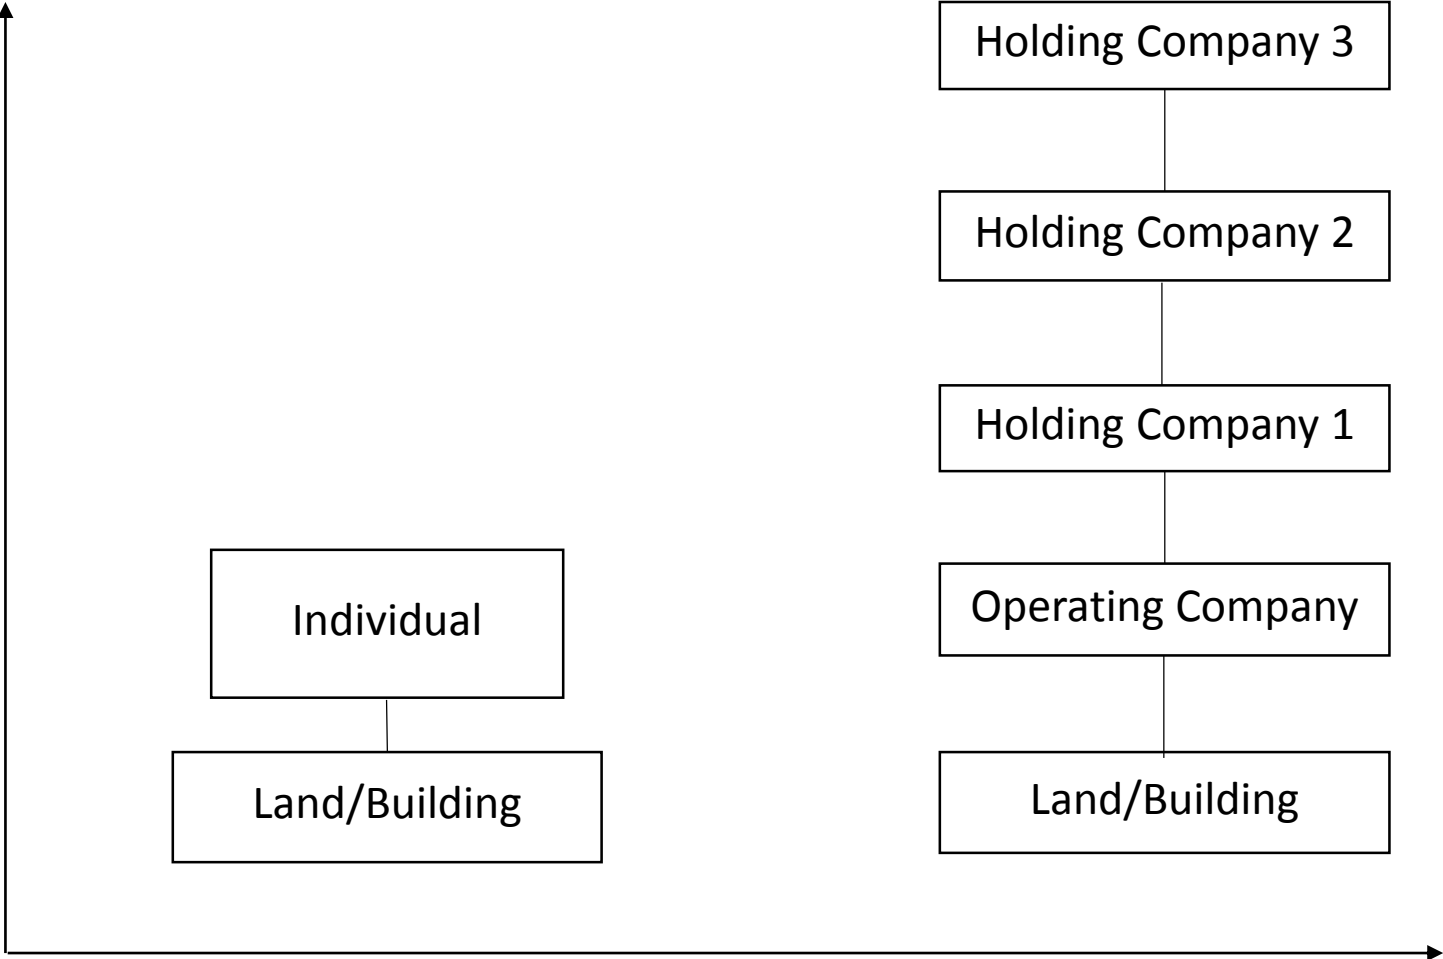 Holding Company 3
Holding Company 2
Holding Company 1
Individual
Operating Company
Land/Building
Land/Building